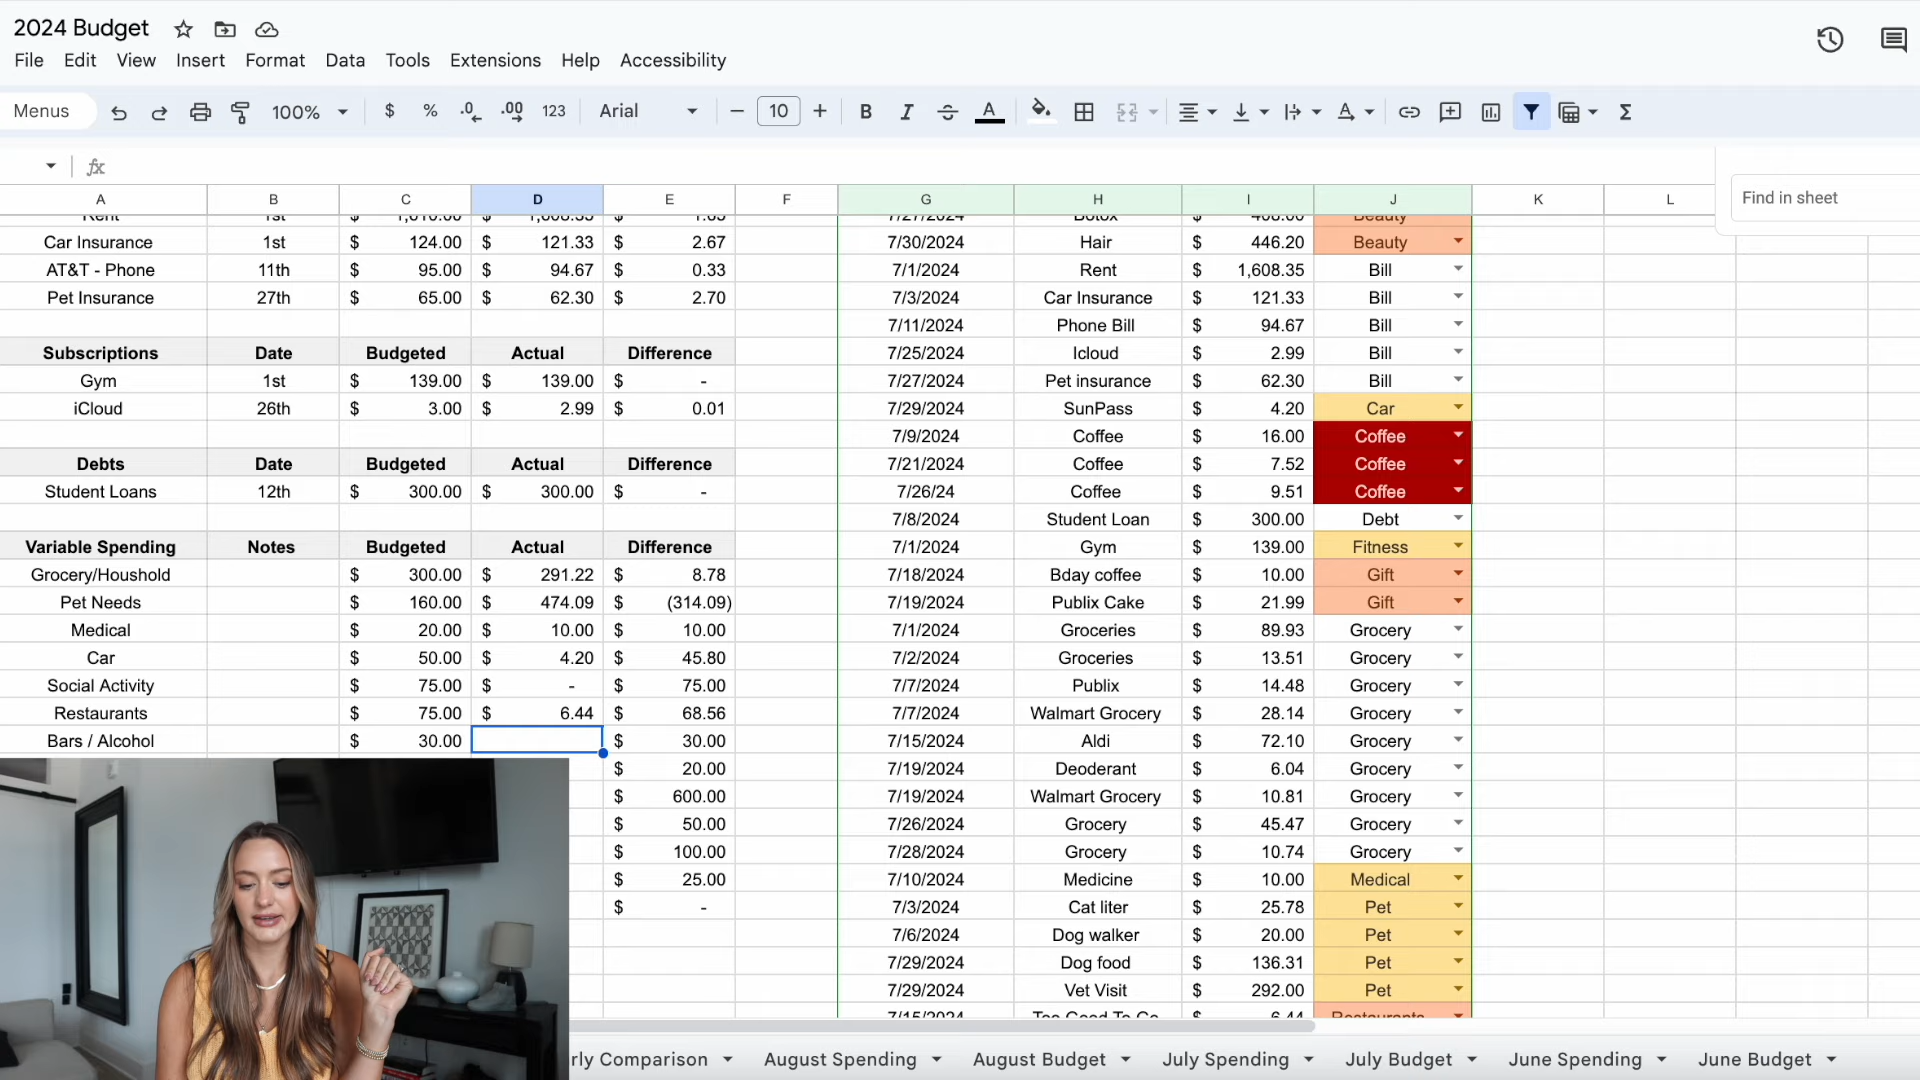 2024 Budget
File Edit View Insert Format Data Tools Extensions Help Accessibility
Menus 100% $ % .0 .00 123 Arial 10 B I A
fx
Find in sheet
A B C D E F G H I J K L
Rent 1st $ $ $ 7/27/2024 Botox $ 408.00 Beauty
Car Insurance 1st $ 124.00 $ 121.33 $ 2.67 7/30/2024 Hair $ 446.20 Beauty
AT&T - Phone 11th $ 95.00 $ 94.67 $ 0.33 7/1/2024 Rent $ 1,608.35 Bill
Pet Insurance 27th $ 65.00 $ 62.30 $ 2.70 7/3/2024 Car Insurance $ 121.33 Bill
7/11/2024 Phone Bill $ 94.67 Bill
Subscriptions Date Budgeted Actual Difference 7/25/2024 Icloud $ 2.99 Bill
Gym 1st $ 139.00 $ 139.00 $ - 7/27/2024 Pet insurance $ 62.30 Bill
iCloud 26th $ 3.00 $ 2.99 $ 0.01 7/29/2024 SunPass $ 4.20 Car
7/9/2024 Coffee $ 16.00 Coffee
Debts Date Budgeted Actual Difference 7/21/2024 Coffee $ 7.52 Coffee
Student Loans 12th $ 300.00 $ 300.00 $ - 7/26/24 Coffee $ 9.51 Coffee
7/8/2024 Student Loan $ 300.00 Debt
Variable Spending Notes Budgeted Actual Difference 7/1/2024 Gym $ 139.00 Fitness
Grocery/Houshold $ 300.00 $ 291.22 $ 8.78 7/18/2024 Bday coffee $ 10.00 Gift
Pet Needs $ 160.00 $ 474.09 $ (314.09) 7/19/2024 Publix Cake $ 21.99 Gift
Medical $ 20.00 $ 10.00 $ 10.00 7/1/2024 Groceries $ 89.93 Grocery
Car $ 50.00 $ 4.20 $ 45.80 7/2/2024 Groceries $ 13.51 Grocery
Social Activity $ 75.00 $ - $ 75.00 7/7/2024 Publix $ 14.48 Grocery
Restaurants $ 75.00 $ 6.44 $ 68.56 7/7/2024 Walmart Grocery $ 28.14 Grocery
Bars / Alcohol $ 30.00 $ 30.00 7/15/2024 Aldi $ 72.10 Grocery
$ 20.00 7/19/2024 Deoderant $ 6.04 Grocery
$ 600.00 7/19/2024 Walmart Grocery $ 10.81 Grocery
$ 50.00 7/26/2024 Grocery $ 45.47 Grocery
$ 100.00 7/28/2024 Grocery $ 10.74 Grocery
$ 25.00 7/10/2024 Medicine $ 10.00 Medical
$ - 7/3/2024 Cat liter $ 25.78 Pet
7/6/2024 Dog walker $ 20.00 Pet
7/29/2024 Dog food $ 136.31 Pet
7/29/2024 Vet Visit $ 292.00 Pet
7/15/2024 Too Good To Go $ 6.44 Restaurants
rly Comparison August Spending August Budget July Spending July Budget June Spending June Budget